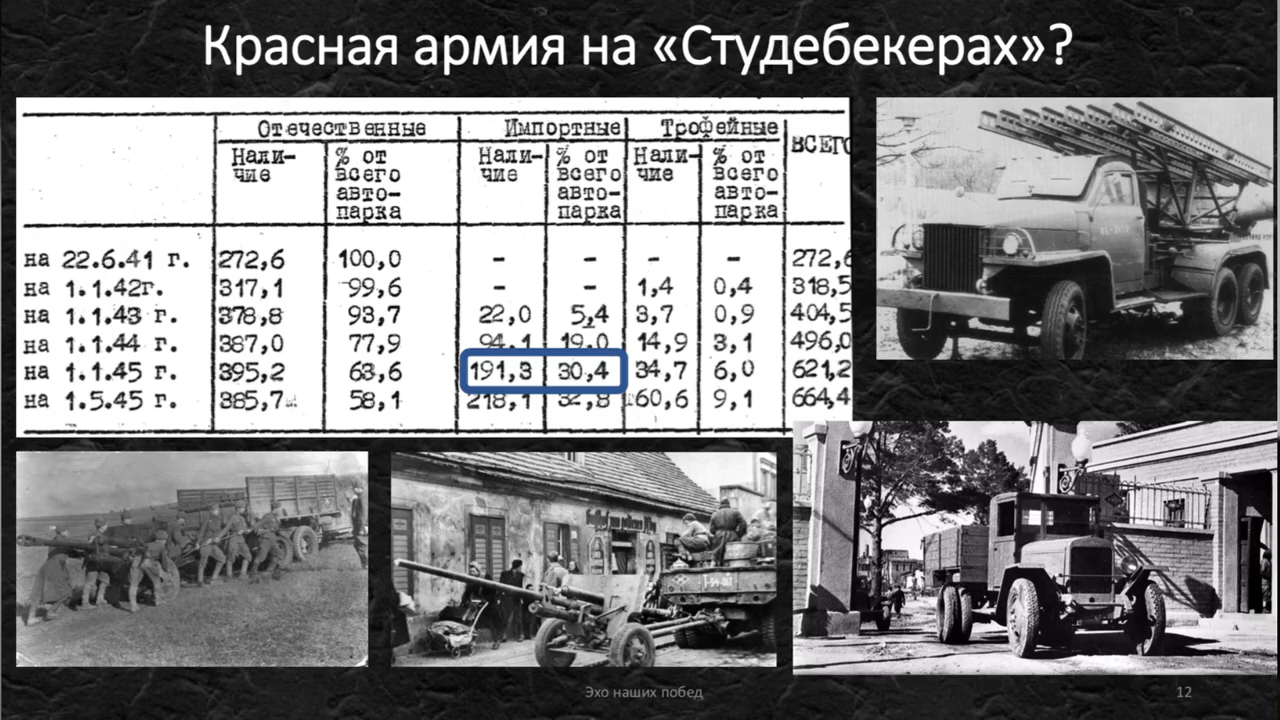 Красная армия на «Студебекерах»?
Отечественные Импортные Трофейные ВСЕГО
Нали- % от Нали- % от Нали- % от
чие всего чие всего чие всего
авто- авто- авто-
парка парка парка
на 22.6.41 г. 272,6 100,0 - - - - 272,6
на 1.1.42г. 317,1 99,6 - - 1,4 0,4 318,5
на 1.1.43 г. 378,8 93,7 22,0 5,4 3,7 0,9 404,5
на 1.1.44 г. 387,0 77,9 94,1 19,0 14,9 3,1 496,0
на 1.1.45 г. 395,2 63,6 191,3 30,4 34,7 6,0 621,2
на 1.5.45 г. 385,7 58,1 218,1 32,8 60,6 9,1 664,4
Эхо наших побед
12